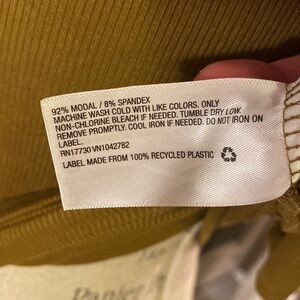 92% MODAL / 8% SPANDEX
MACHINE WASH COLD WITH LIKE COLORS. ONLY
NON-CHLORINE BLEACH IF NEEDED. TUMBLE DRY LOW.
REMOVE PROMPTLY. COOL IRON IF NEEDED. DO NOT IRON ON
LABEL.
RN17730 VN1042782
LABEL MADE FROM 100% RECYCLED PLASTIC